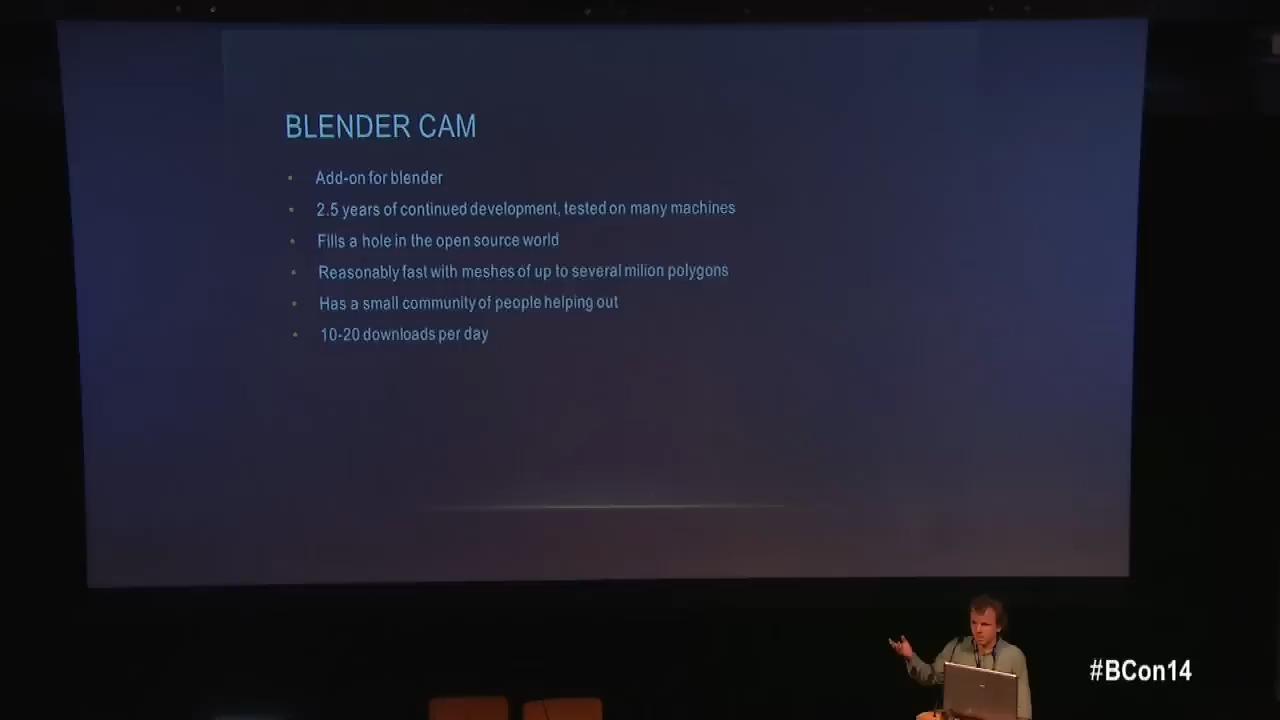 BLENDER CAM
• Add-on for blender
• 2.5 years of continued development, tested on many machines
• Fills a hole in the open source world
• Reasonably fast with meshes of up to several milion polygons
• Has a small community of people helping out
• 10-20 downloads per day
#BCon14